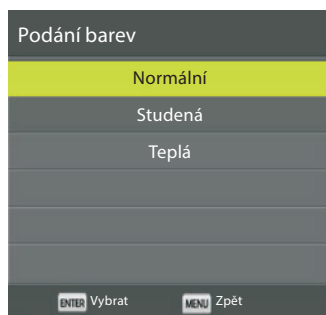 Podání barev
Normální
Studená
Teplá
ENTER Vybrat MENU Zpět